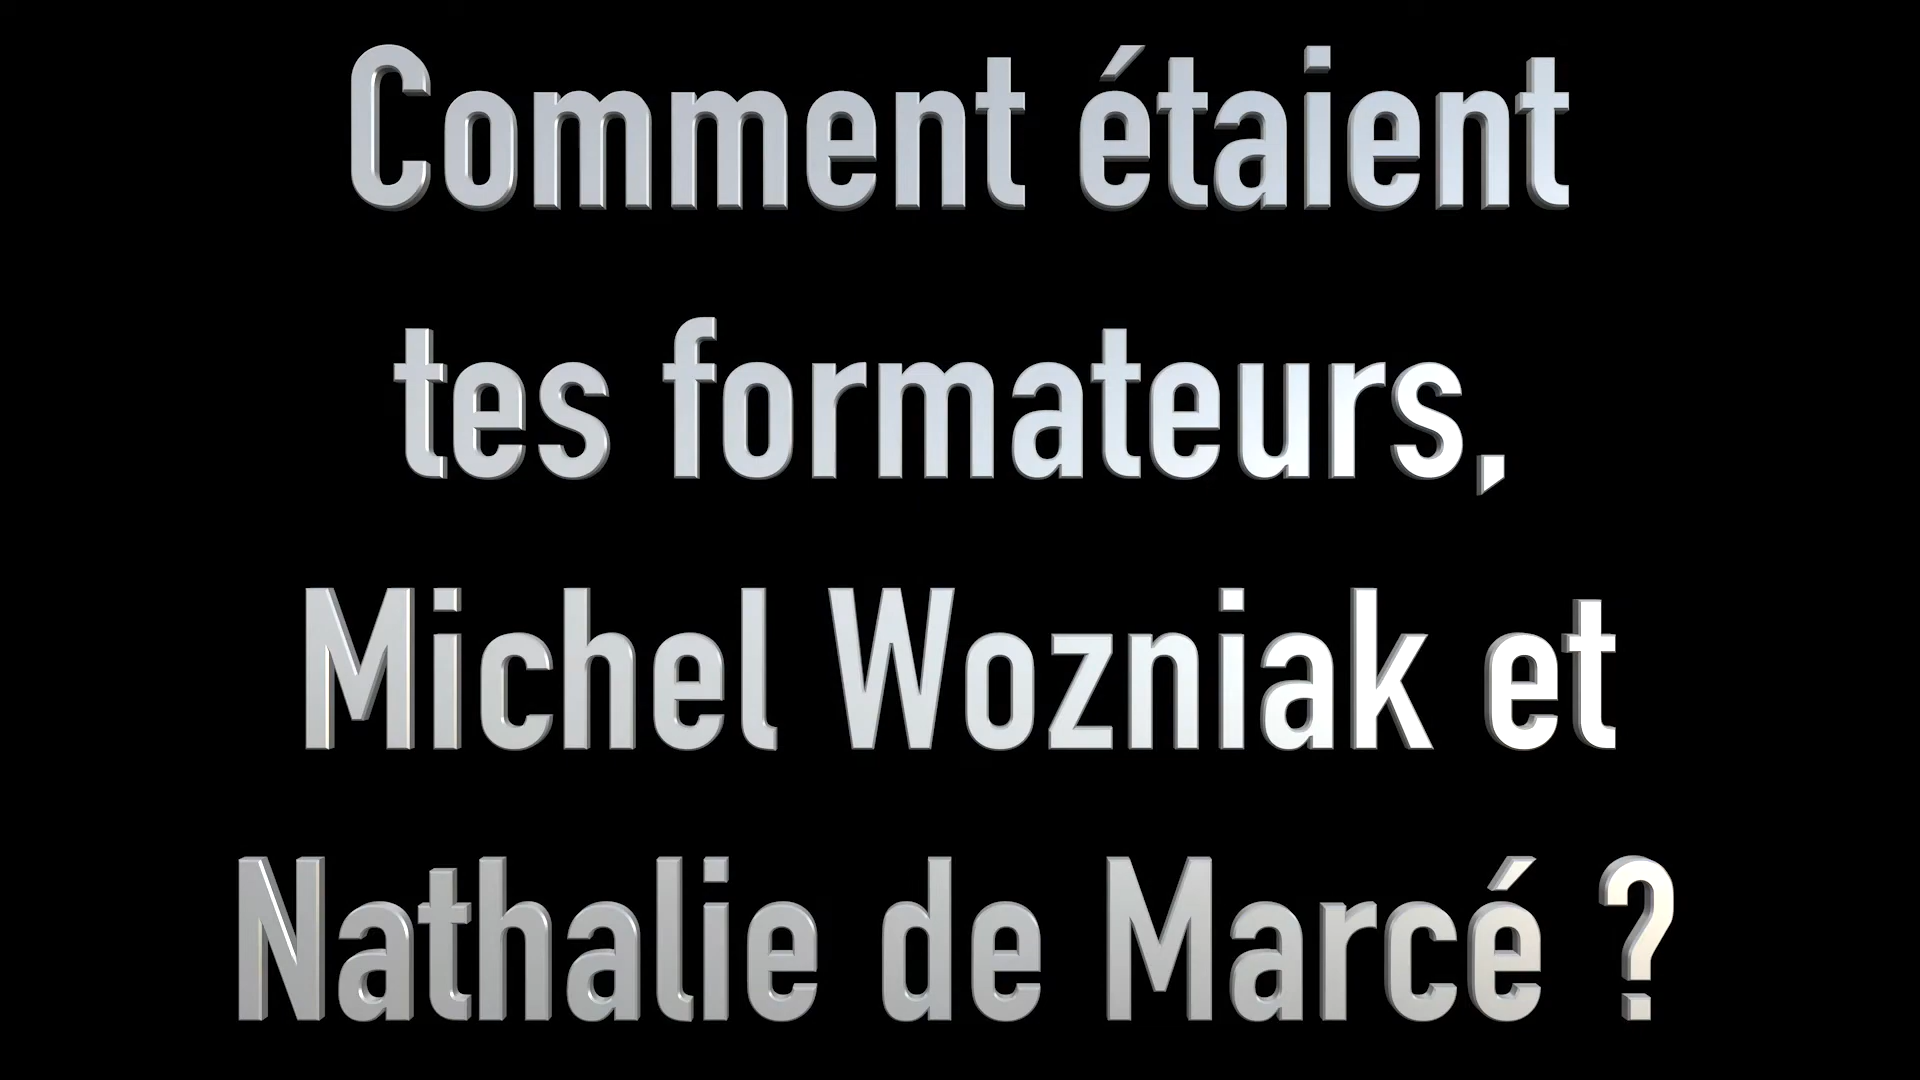 Comment étaient
tes formateurs,
Michel Wozniak et
Nathalie de Marcé ?